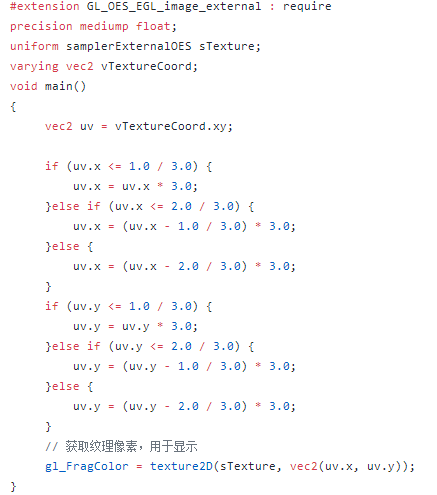 #extension GL_OES_EGL_image_external : require
precision mediump float;
uniform samplerExternalOES sTexture;
varying vec2 vTextureCoord;
void main()
{
     vec2 uv = vTextureCoord.xy;

     if (uv.x <= 1.0 / 3.0) {
         uv.x = uv.x * 3.0;
     }else if (uv.x <= 2.0 / 3.0) {
         uv.x = (uv.x - 1.0 / 3.0) * 3.0;
     }else {
         uv.x = (uv.x - 2.0 / 3.0) * 3.0;
     }
     if (uv.y <= 1.0 / 3.0) {
         uv.y = uv.y * 3.0;
     }else if (uv.y <= 2.0 / 3.0) {
         uv.y = (uv.y - 1.0 / 3.0) * 3.0;
     }else {
         uv.y = (uv.y - 2.0 / 3.0) * 3.0;
     }
     // 获取纹理像素，用于显示
     gl_FragColor = texture2D(sTexture, vec2(uv.x, uv.y));
}